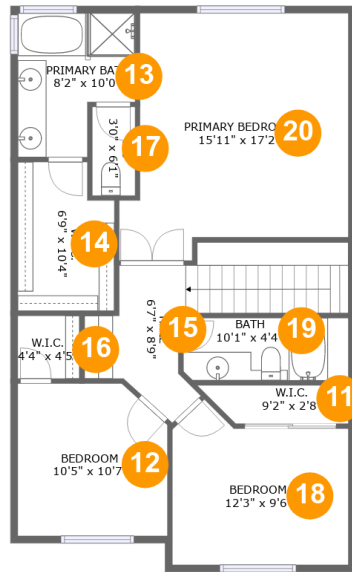 PRIMARY BAT
8'2" x 10'0
13
3'0" x 6'1"
17
PRIMARY BEDRO
15'11" x 17'2
20
6'9" x 10'4"
14
6'7" x 8'9"
15
BATH
10'1" x 4'4
19
W.I.C.
4'4" x 4'5
16
W.I.C.
9'2" x 2'8
11
BEDROOM
10'5" x 10'7
12
BEDROOM
12'3" x 9'6
18